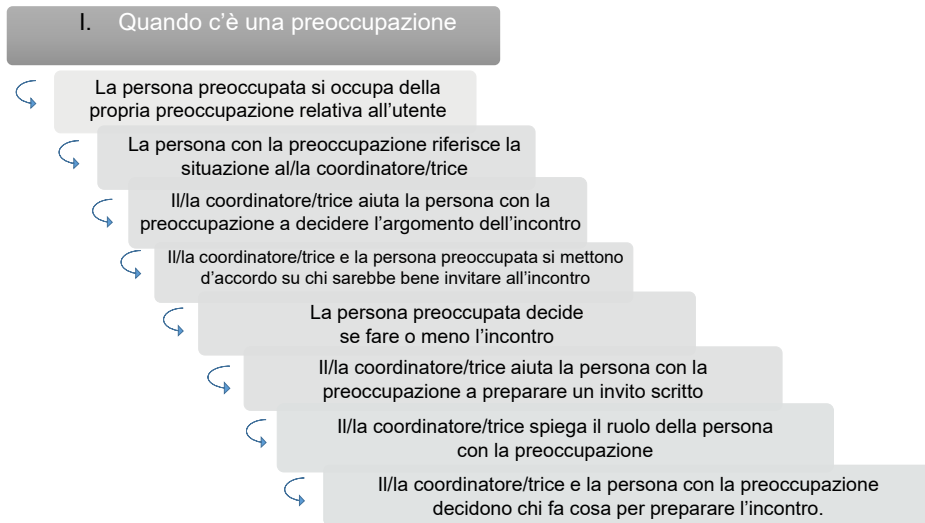 I. Quando c’è una preoccupazione
La persona preoccupata si occupa della
propria preoccupazione relativa all’utente
La persona con la preoccupazione riferisce la
situazione al/la coordinatore/trice
Il/la coordinatore/trice aiuta la persona con la
preoccupazione a decidere l’argomento dell’incontro
Il/la coordinatore/trice e la persona preoccupata si mettono
d’accordo su chi sarebbe bene invitare all’incontro
La persona preoccupata decide
se fare o meno l’incontro
Il/la coordinatore/trice aiuta la persona con la
preoccupazione a preparare un invito scritto
Il/la coordinatore/trice spiega il ruolo della persona
con la preoccupazione
Il/la coordinatore/trice e la persona con la preoccupazione
decidono chi fa cosa per preparare l’incontro.